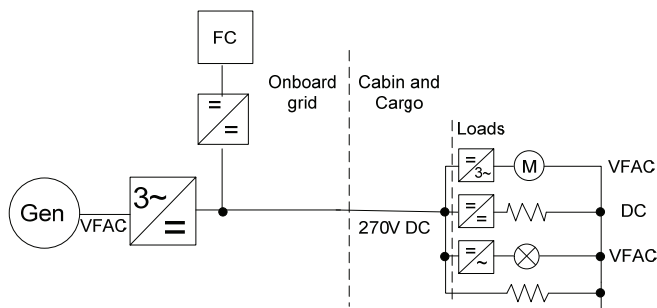 FC
Onboard
grid
Cabin and
Cargo
=
=
Loads
=
3~
M
VFAC
Gen
VFAC
3~
=
270V DC
=
=
DC
=
~
VFAC